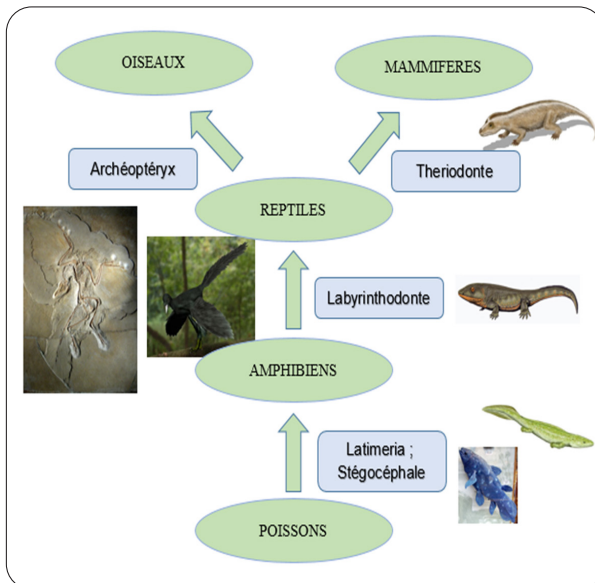 OISEAUX
MAMMIFERES
Archéoptéryx
Theriodonte
REPTILES
Labyrinthodonte
AMPHIBIENS
Latimeria ;
Stégocéphale
POISSONS